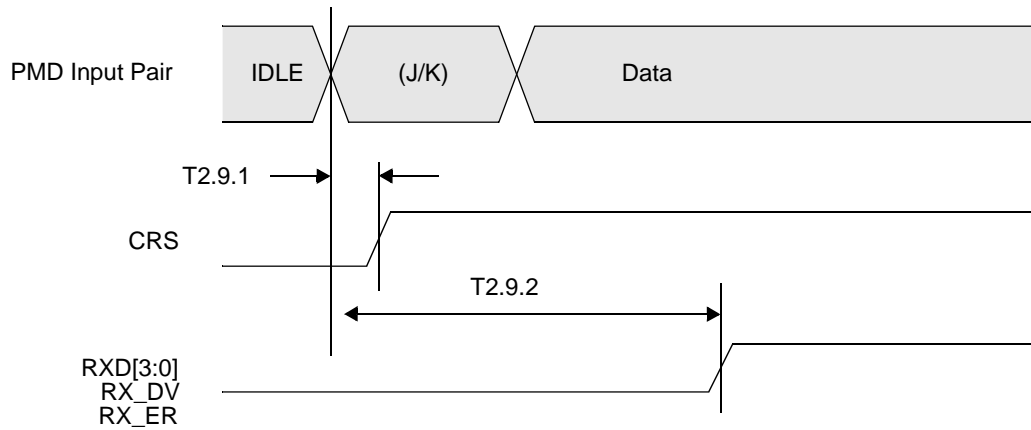 PMD Input Pair
IDLE
(J/K)
Data
T2.9.1
CRS
T2.9.2
RXD[3:0]
RX_DV
RX_ER